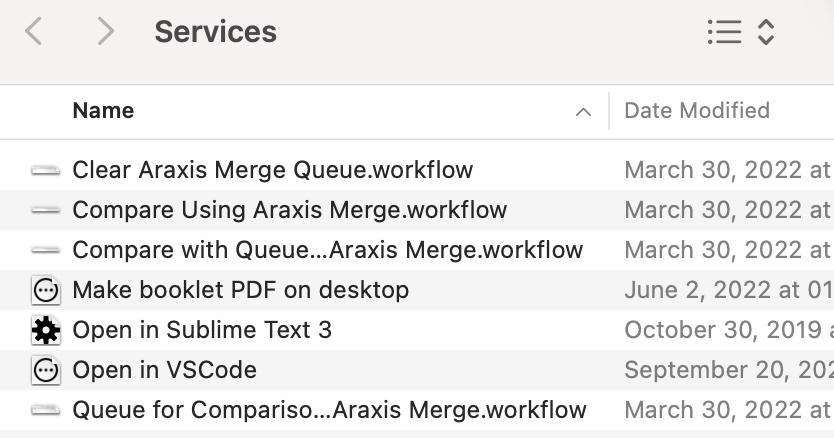 Services
Name Date Modified
Clear Araxis Merge Queue.workflow March 30, 2022 at
Compare Using Araxis Merge.workflow March 30, 2022 at
Compare with Queue...Araxis Merge.workflow March 30, 2022 at
Make booklet PDF on desktop June 2, 2022 at 01
Open in Sublime Text 3 October 30, 2019
Open in VSCode September 20,
Queue for Compariso...Araxis Merge.workflow March 30, 2022 at